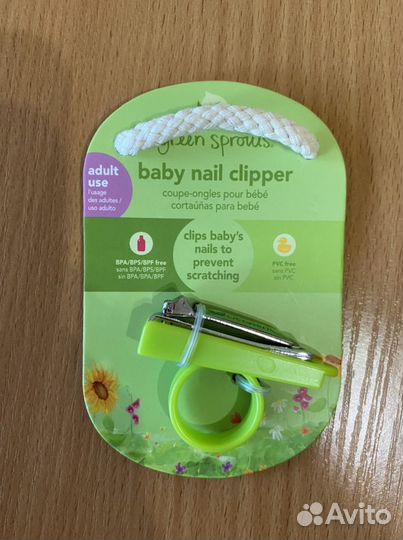 green sprouts.
adult
use
l'usage
des adultes /
uso adulto
baby nail clipper
coupe-ongles pour bébé
cortaúñas para bebé
BPA/BPS/BPF free
sans BPA/BPS/BPF
sin BPA/BPA/BPF
clips baby's
nails to
prevent
scratching
PVC free
sans PVC
sin PVC
Avito